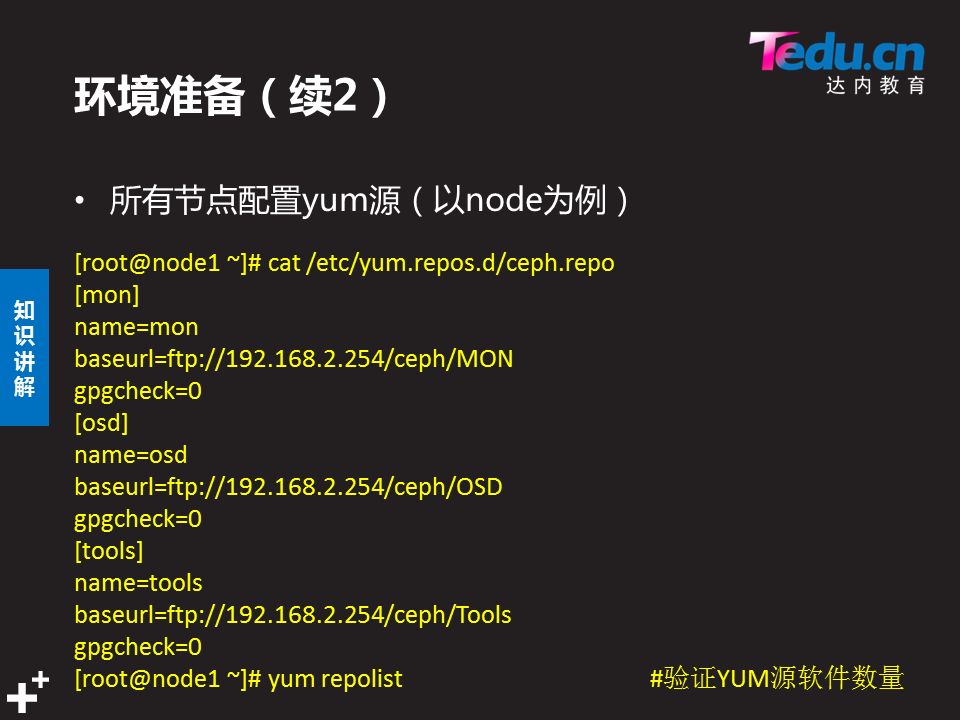 Tedu.cn
达内教育
环境准备（续2）
• 所有节点配置yum源（以node为例）
[root@node1 ~]# cat /etc/yum.repos.d/ceph.repo
[mon]
name=mon
baseurl=ftp://192.168.2.254/ceph/MON
gpgcheck=0
[osd]
name=osd
baseurl=ftp://192.168.2.254/ceph/OSD
gpgcheck=0
[tools]
name=tools
baseurl=ftp://192.168.2.254/ceph/Tools
gpgcheck=0
[root@node1 ~]# yum repolist #验证YUM源软件数量
知识讲解